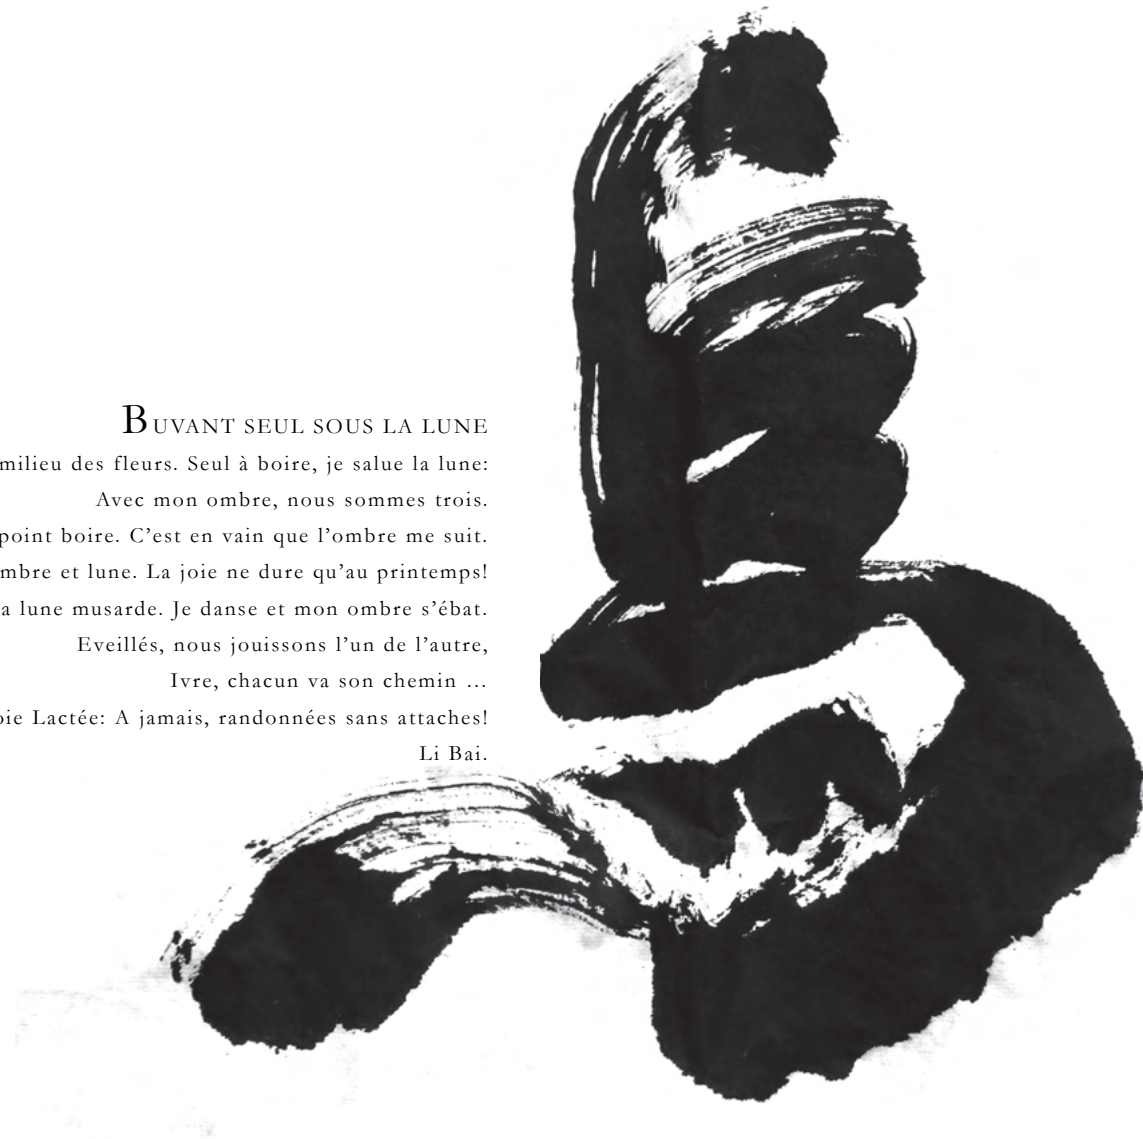 BUVANT SEUL SOUS LA LUNE
milieu des fleurs. Seul à boire, je salue la lune:
Avec mon ombre, nous sommes trois.
point boire. C’est en vain que l’ombre me suit.
mbre et lune. La joie ne dure qu’au printemps!
a lune musarde. Je danse et mon ombre s’ébat.
Eveillés, nous jouissons l’un de l’autre,
Ivre, chacun va son chemin …
oie Lactée: A jamais, randonnées sans attaches!
Li Bai.